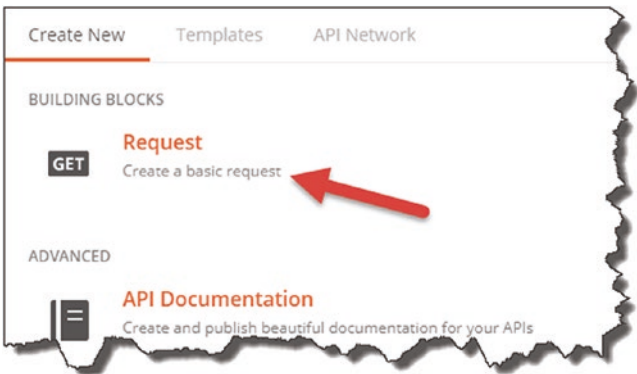 Create New Templates API Network
BUILDING BLOCKS
GET
Request
Create a basic request
ADVANCED
API Documentation
Create and publish beautiful documentation for your APIs